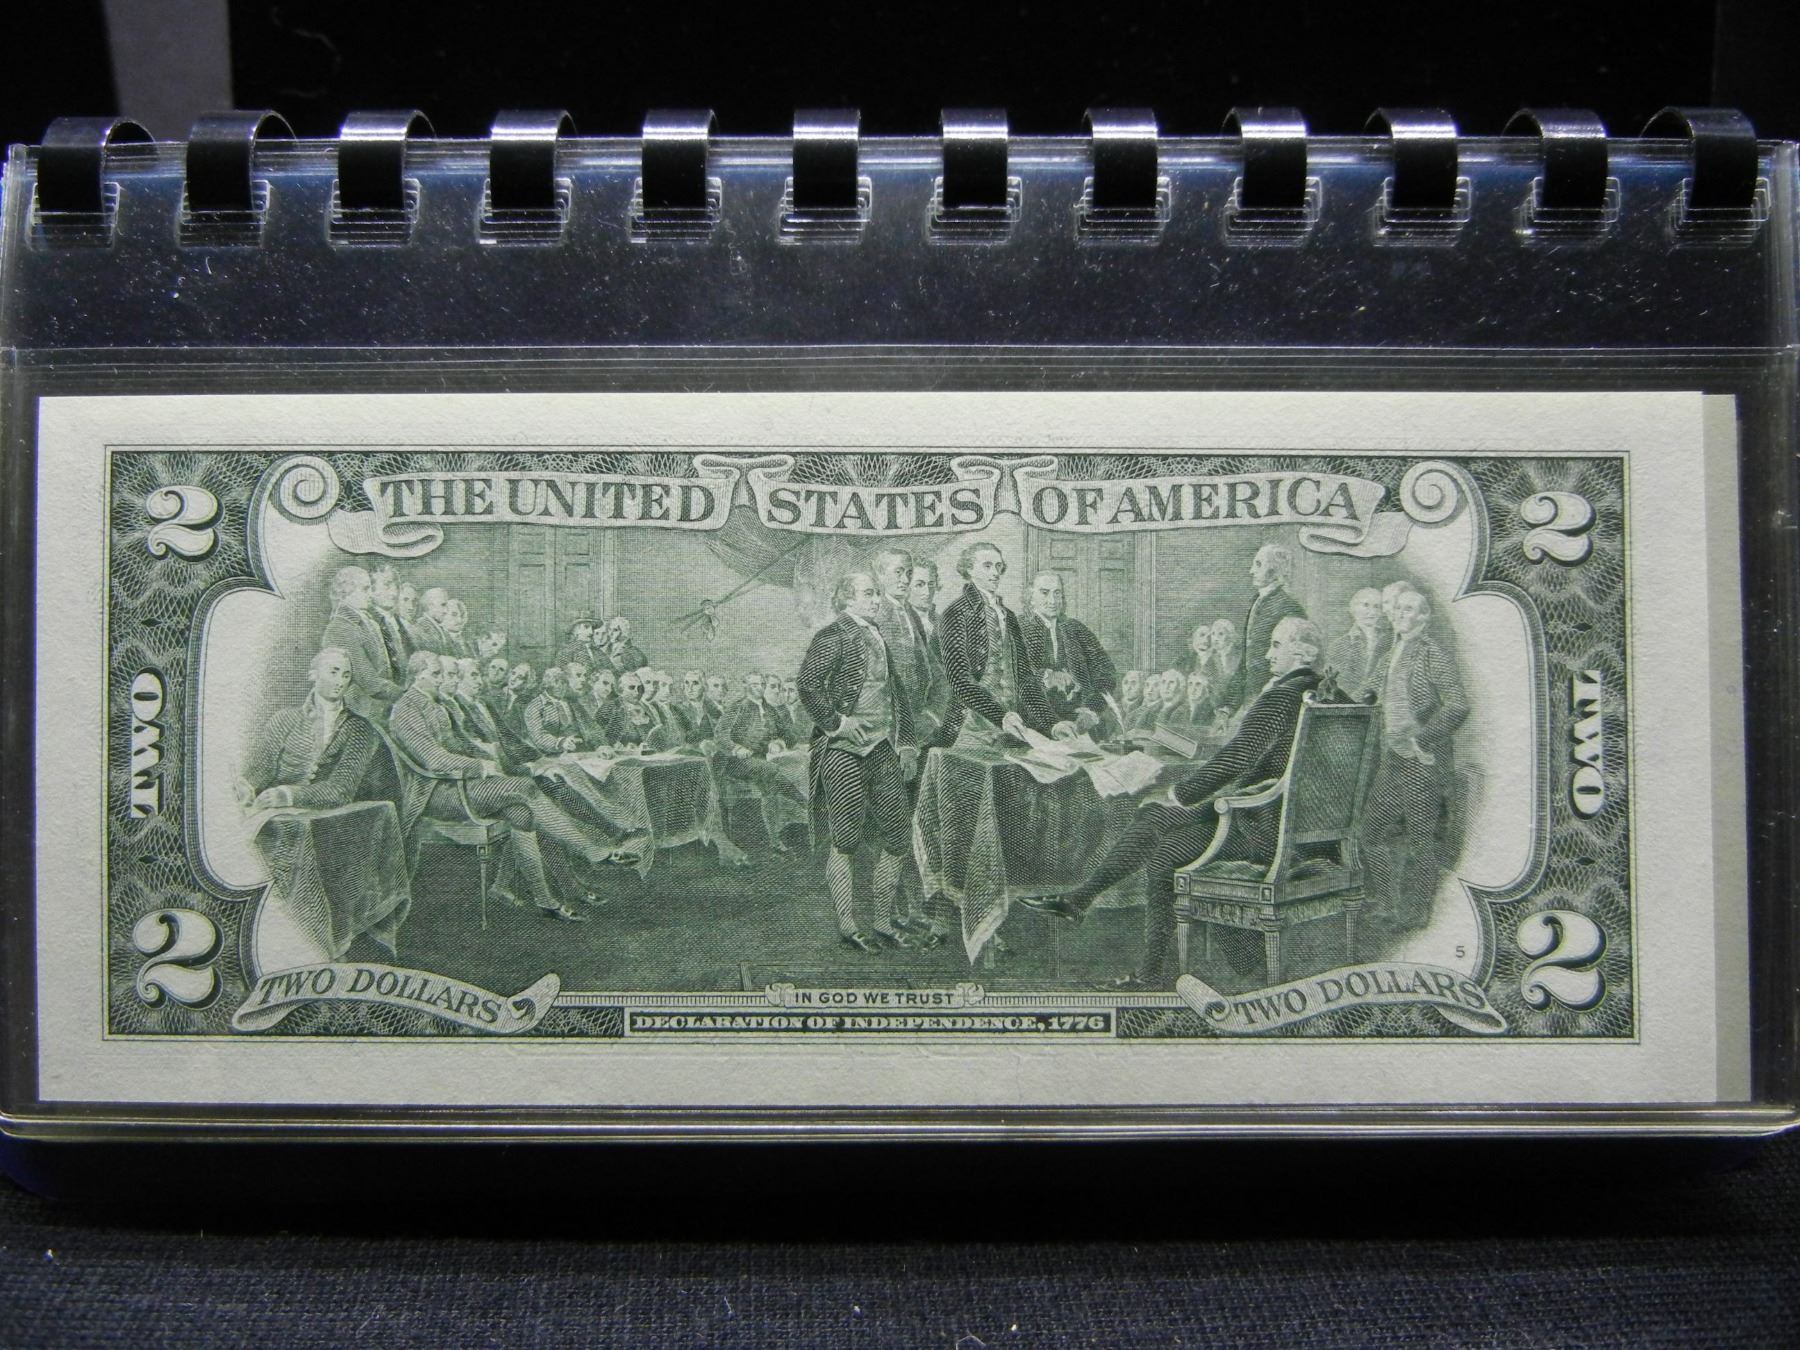 THE UNITED STATES OF AMERICA
2
2
TWO
TWO
2
5
2
TWO DOLLARS
IN GOD WE TRUST
TWO DOLLARS
DECLARATION OF INDEPENDENCE, 1776